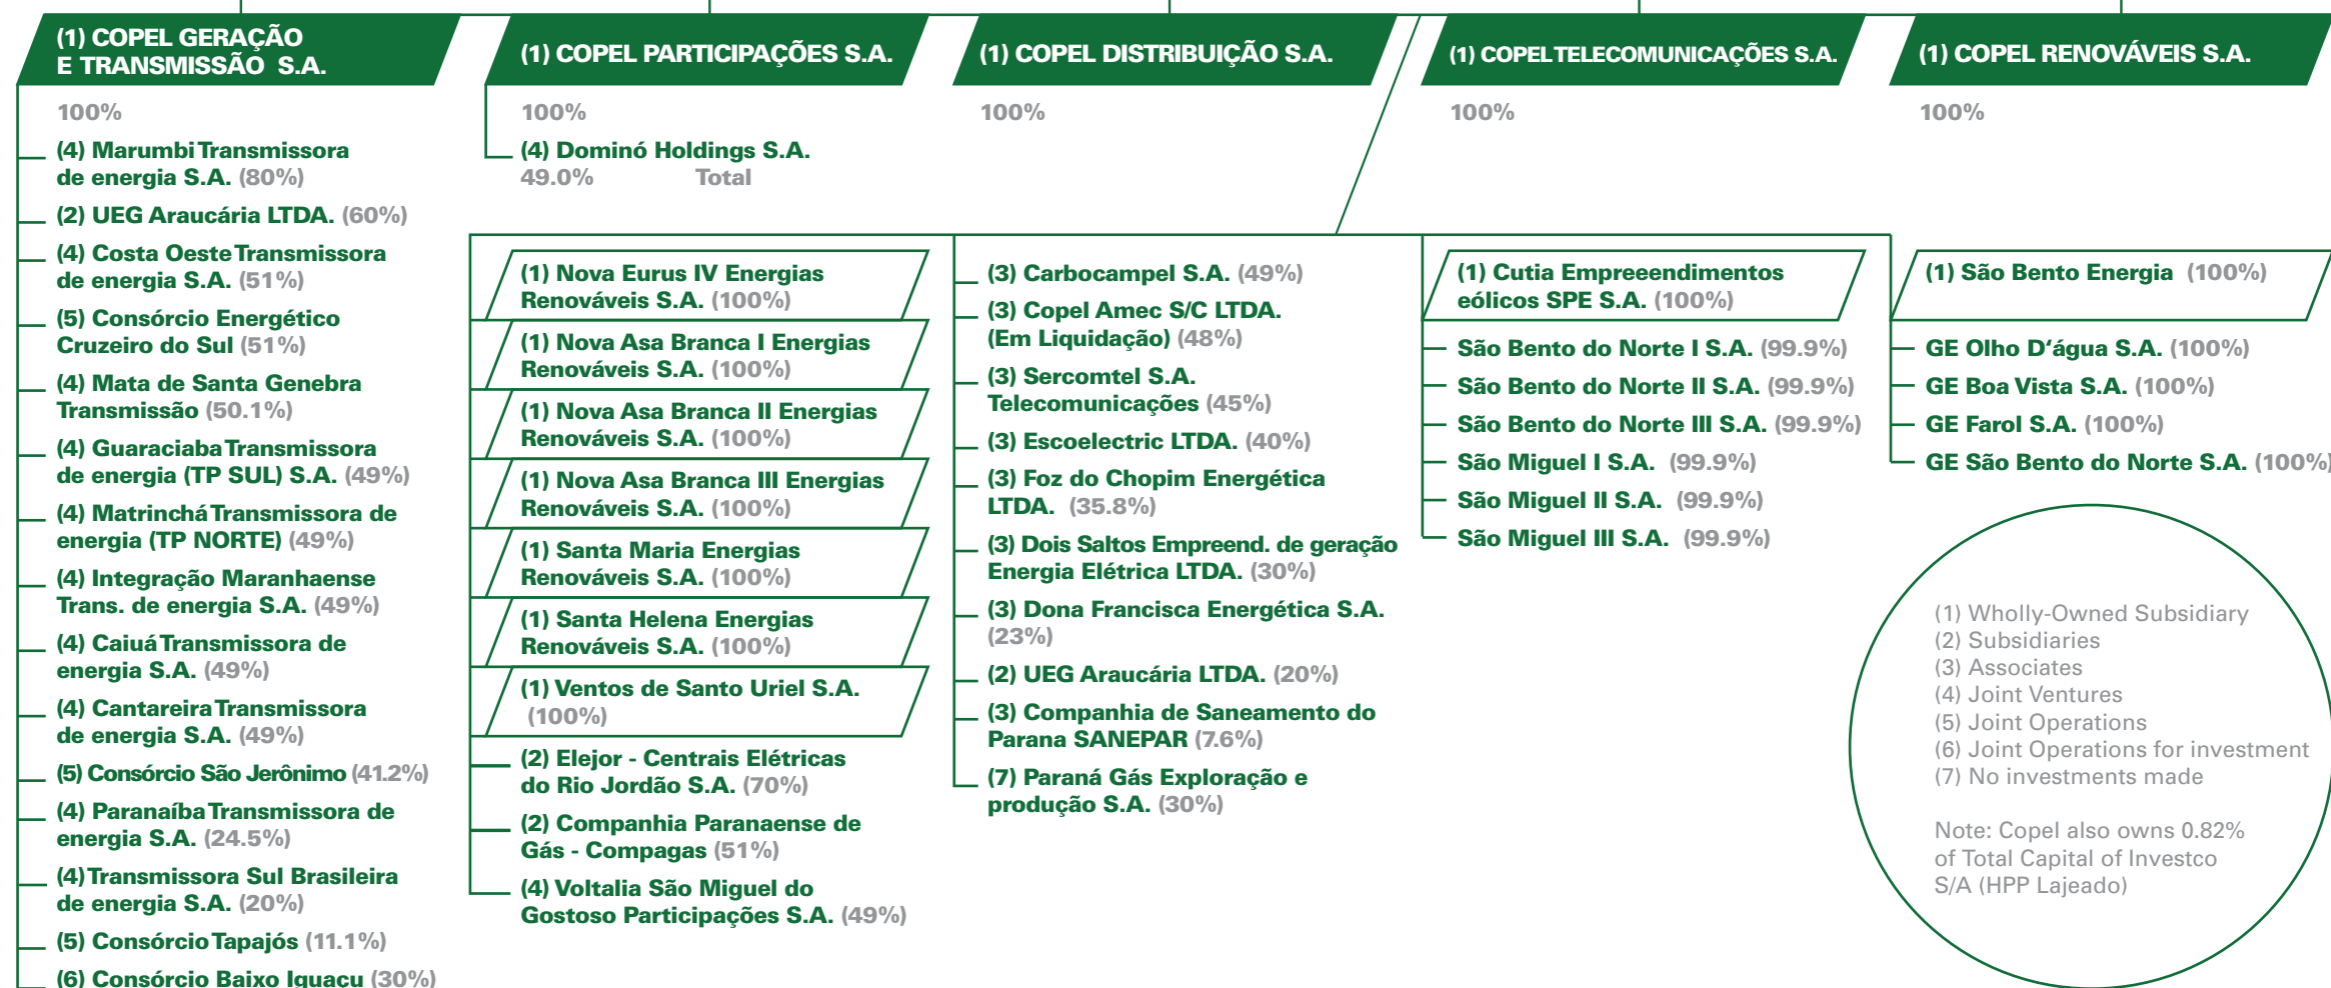 (1) COPEL GERAÇÃO
E TRANSMISSÃO S.A.
100%
(4) Marumbi Transmissora
de energia S.A. (80%)
(2) UEG Araucária LTDA. (60%)
(4) Costa Oeste Transmissora
de energia S.A. (51%)
(5) Consórcio Energético
Cruzeiro do Sul (51%)
(4) Mata de Santa Genebra
Transmissão (50.1%)
(4) Guaraciaba Transmissora
de energia (TP SUL) S.A. (49%)
(4) Matrinchá Transmissora de
energia (TP NORTE) (49%)
(4) Integração Maranhaense
Trans. de energia S.A. (49%)
(4) Caiuá Transmissora de
energia S.A. (49%)
(4) Cantareira Transmissora
de energia S.A. (49%)
(5) Consórcio São Jerônimo (41.2%)
(4) Paranaíba Transmissora de
energia S.A. (24.5%)
(4) Transmissora Sul Brasileira
de energia S.A. (20%)
(5) Consórcio Tapajós (11.1%)
(6) Consórcio Baixo Iguaçu (30%)
(1) COPEL PARTICIPAÇÕES S.A.
100%
(4) Dominó Holdings S.A.
49.0% Total
(1) COPEL DISTRIBUIÇÃO S.A.
100%
(1) COPEL TELECOMUNICAÇÕES S.A.
100%
(1) COPEL RENOVÁVEIS S.A.
100%
(1) Nova Eurus IV Energias
Renováveis S.A. (100%)
(1) Nova Asa Branca I Energias
Renováveis S.A. (100%)
(1) Nova Asa Branca II Energias
Renováveis S.A. (100%)
(1) Nova Asa Branca III Energias
Renováveis S.A. (100%)
(1) Santa Maria Energias
Renováveis S.A. (100%)
(1) Santa Helena Energias
Renováveis S.A. (100%)
(1) Ventos de Santo Uriel S.A.
(100%)
(2) Elejor - Centrais Elétricas
do Rio Jordão S.A. (70%)
(2) Companhia Paranaense de
Gás - Compagas (51%)
(4) Voltalia São Miguel do
Gostoso Participações S.A. (49%)
(3) Carbocampel S.A. (49%)
(3) Copel Amec S/C LTDA.
(Em Liquidação) (48%)
(3) Sercomtel S.A.
Telecomunicações (45%)
(3) Escoelectric LTDA. (40%)
(3) Foz do Chopim Energética
LTDA. (35.8%)
(3) Dois Saltos Empreend. de geração
Energia Elétrica LTDA. (30%)
(3) Dona Francisca Energética S.A.
(23%)
(2) UEG Araucária LTDA. (20%)
(3) Companhia de Saneamento do
Parana SANEPAR (7.6%)
(7) Paraná Gás Exploração e
produção S.A. (30%)
(1) Cutia Empreeendimentos
eólicos SPE S.A. (100%)
São Bento do Norte I S.A. (99.9%)
São Bento do Norte II S.A. (99.9%)
São Bento do Norte III S.A. (99.9%)
São Miguel I S.A. (99.9%)
São Miguel II S.A. (99.9%)
São Miguel III S.A. (99.9%)
(1) São Bento Energia (100%)
GE Olho D‘água S.A. (100%)
GE Boa Vista S.A. (100%)
GE Farol S.A. (100%)
GE São Bento do Norte S.A. (100%)
(1) Wholly-Owned Subsidiary
(2) Subsidiaries
(3) Associates
(4) Joint Ventures
(5) Joint Operations
(6) Joint Operations for investment
(7) No investments made
Note: Copel also owns 0.82%
of Total Capital of Investco
S/A (HPP Lajeado)